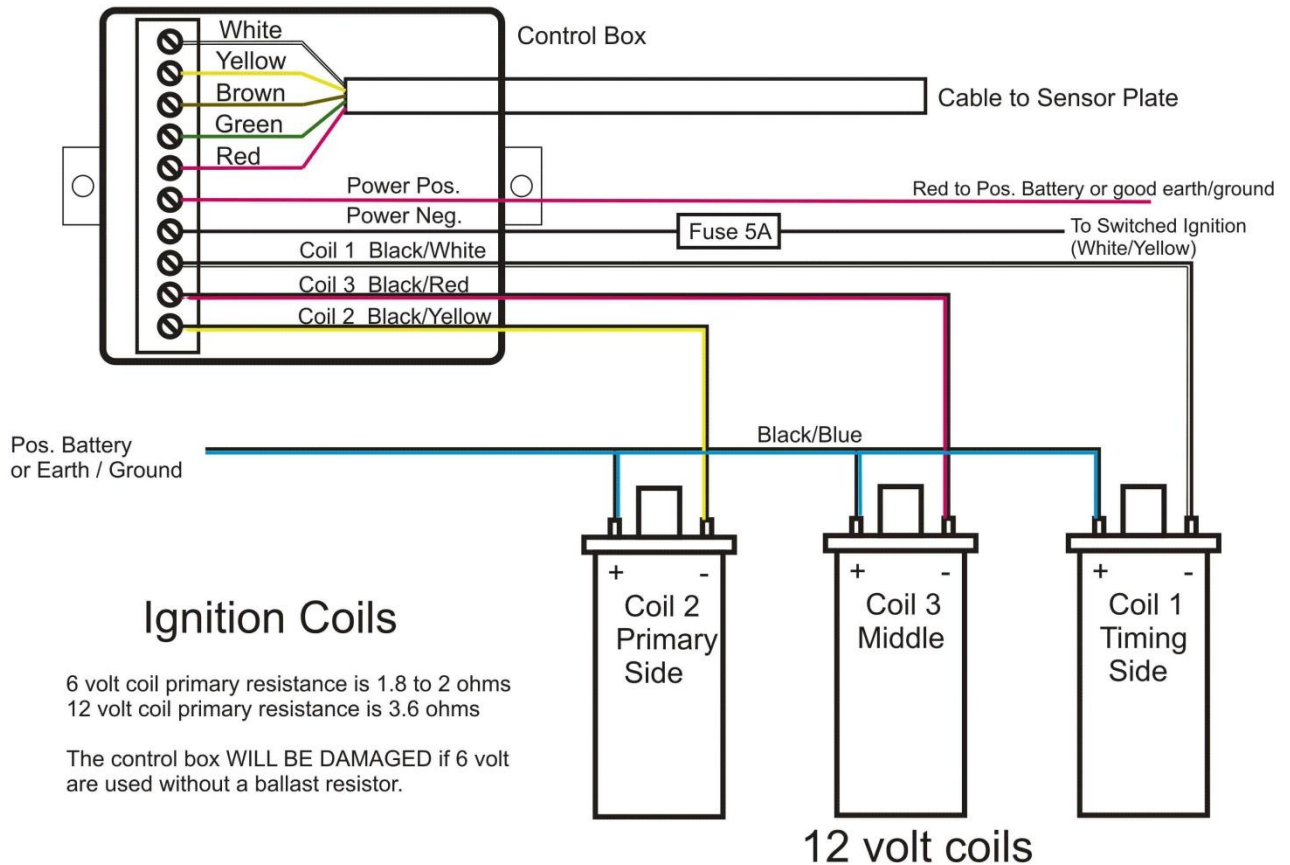 White
Control Box
Yellow
Brown
Cable to Sensor Plate
Green
Red
Power Pos.
Red to Pos. Battery or good earth/ground
Power Neg.
Fuse 5A
To Switched Ignition
(White/Yellow)
Coil 1 Black/White
Coil 3 Black/Red
Coil 2 Black/Yellow
Pos. Battery
or Earth / Ground
Black/Blue
+ -
Coil 2
Primary
Side
+ -
Coil 3
Middle
+ -
Coil 1
Timing
Side
Ignition Coils
6 volt coil primary resistance is 1.8 to 2 ohms
12 volt coil primary resistance is 3.6 ohms
The control box WILL BE DAMAGED if 6 volt
are used without a ballast resistor.
12 volt coils